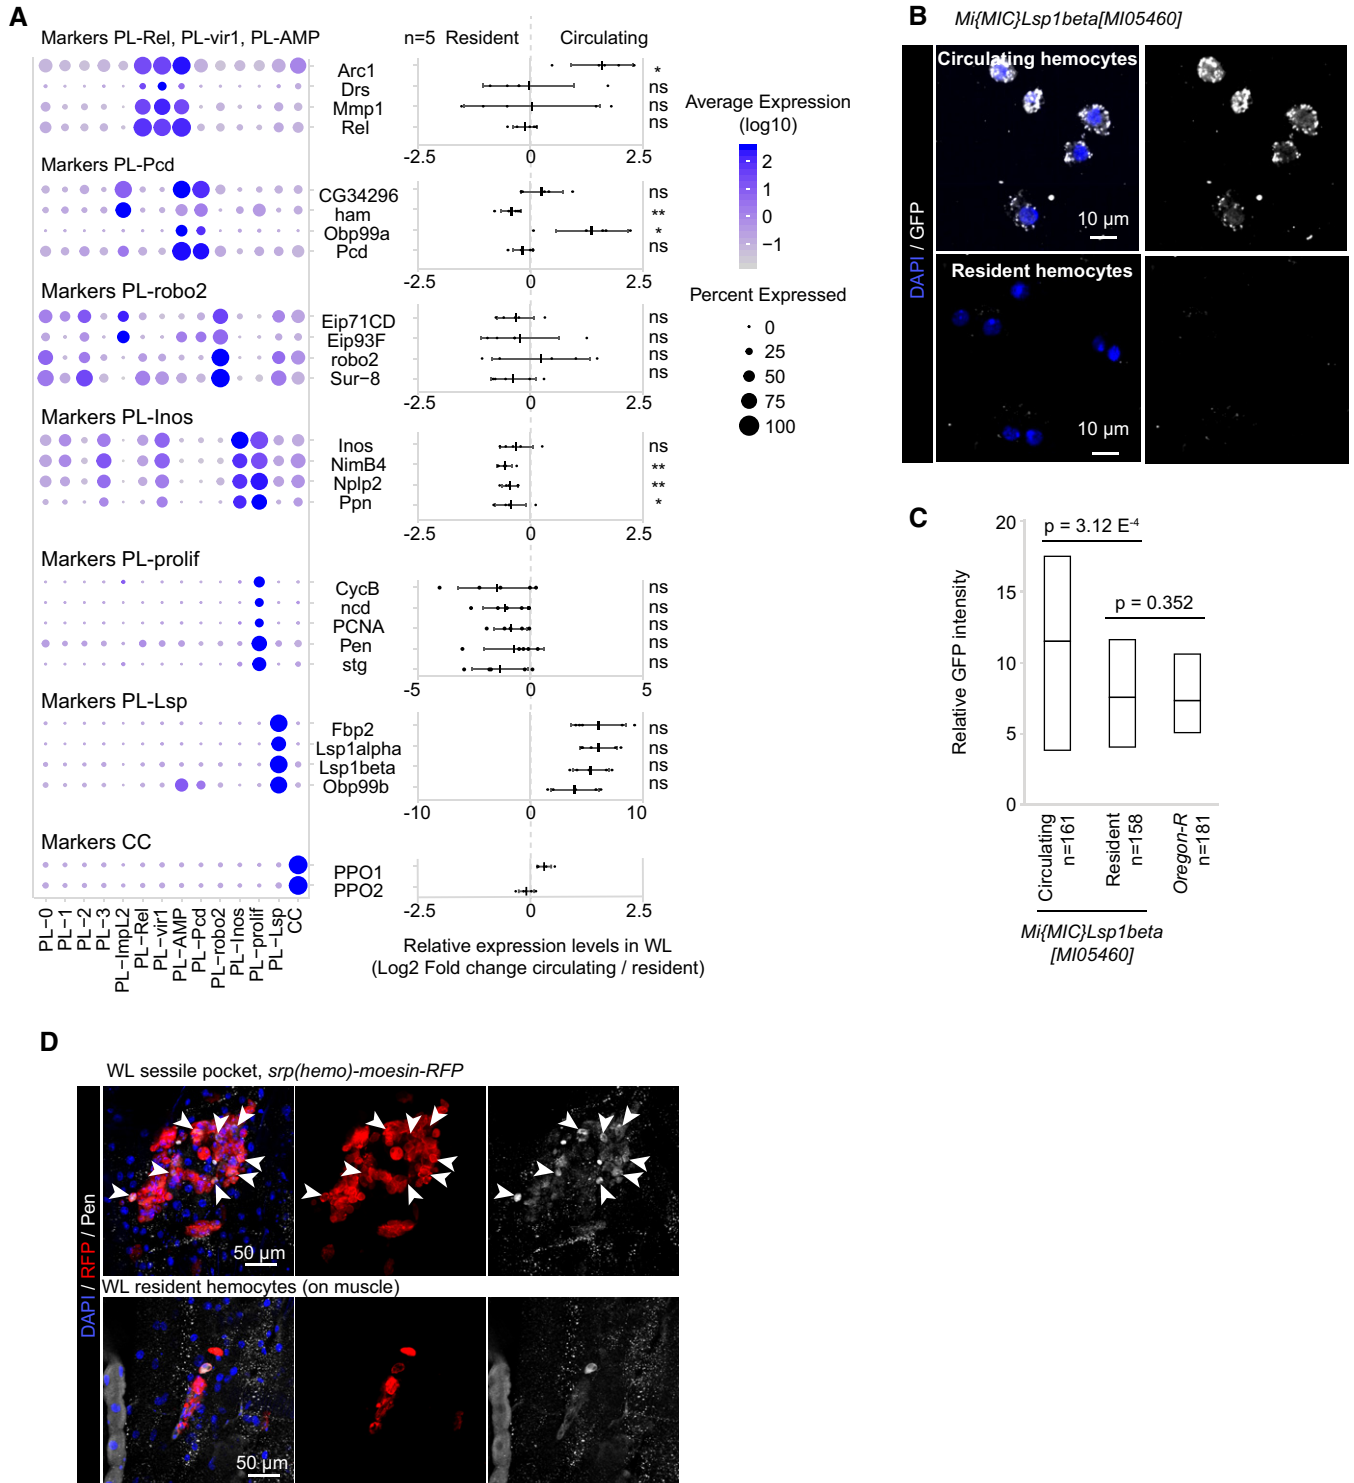 A
Markers PL-Rel, PL-vir1, PL-AMP
n=5 Resident Circulating
Arc1 *
Drs ns
Mmp1 ns
Rel ns
-2.5 0 2.5
Markers PL-Pcd
CG34296 ns
ham **
Obp99a *
Pcd ns
-2.5 0 2.5
Markers PL-robo2
Eip71CD ns
Eip93F ns
robo2 ns
Sur−8 ns
-2.5 0 2.5
Markers PL-Inos
Inos ns
NimB4 **
Nplp2 **
Ppn *
-2.5 0 2.5
Markers PL-prolif
CycB ns
ncd ns
PCNA ns
Pen ns
stg ns
-5 0 5
Markers PL-Lsp
Fbp2 ns
Lsp1alpha ns
Lsp1beta ns
Obp99b ns
-10 0 10
Markers CC
PPO1
PPO2
-2.5 0 2.5
PL−0
PL−1
PL−2
PL−3
PL−ImpL2
PL−Rel
PL−vir1
PL−AMP
PL−Pcd
PL−robo2
PL−Inos
PL−prolif
PL−Lsp
CC
Relative expression levels in WL
(Log2 Fold change circulating / resident)
Average Expression
(log10)
2
1
0
−1
Percent Expressed
0
25
50
75
100
B
Mi{MIC}Lsp1beta[MI05460]
DAPI / GFP
Circulating hemocytes
10 µm
Resident hemocytes
10 µm
C
Relative GFP intensity
20
15
10
5
0
p = 3.12 E-4
p = 0.352
Circulating
n=161
Resident
n=158
Oregon-R
n=181
Mi{MIC}Lsp1beta
[MI05460]
D
WL sessile pocket, srp(hemo)-moesin-RFP
DAPI / RFP / Pen
50 µm
WL resident hemocytes (on muscle)
50 µm